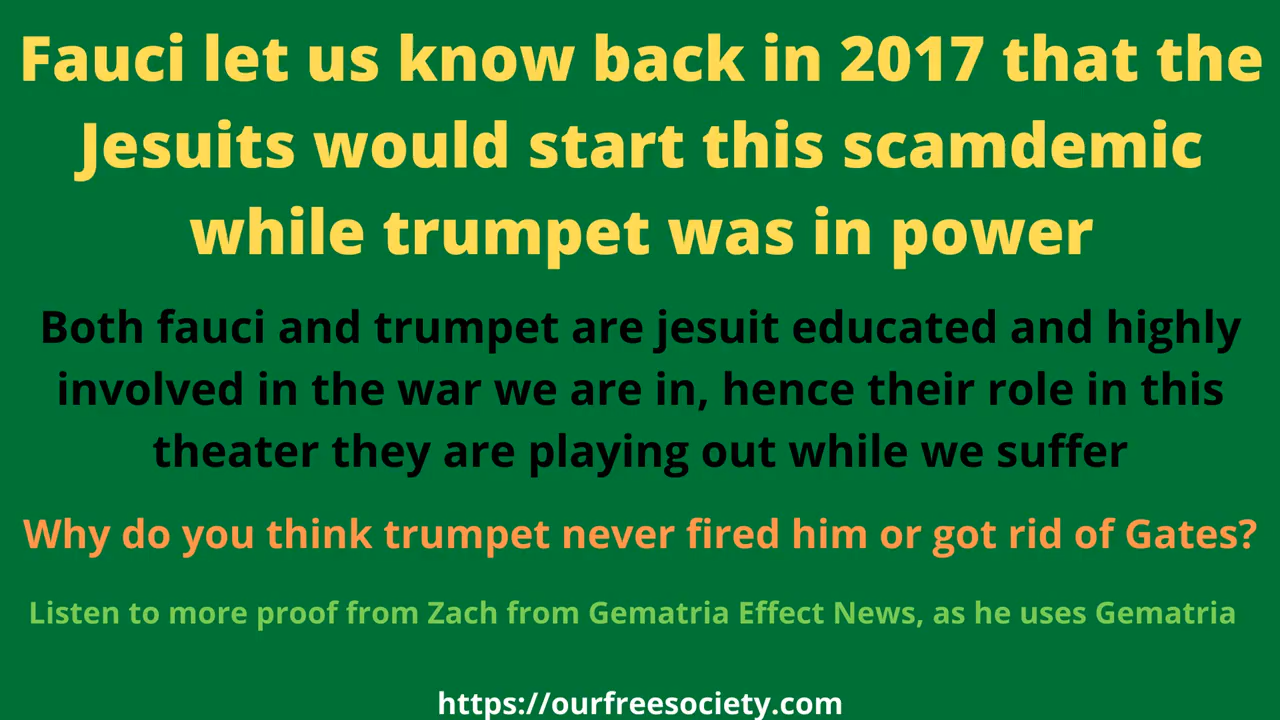 Fauci let us know back in 2017 that the
Jesuits would start this scamdemic
while trumpet was in power
Both fauci and trumpet are jesuit educated and highly
involved in the war we are in, hence their role in this
theater they are playing out while we suffer
Why do you think trumpet never fired him or got rid of Gates?
Listen to more proof from Zach from Gematria Effect News, as he uses Gematria
https://ourfreesociety.com